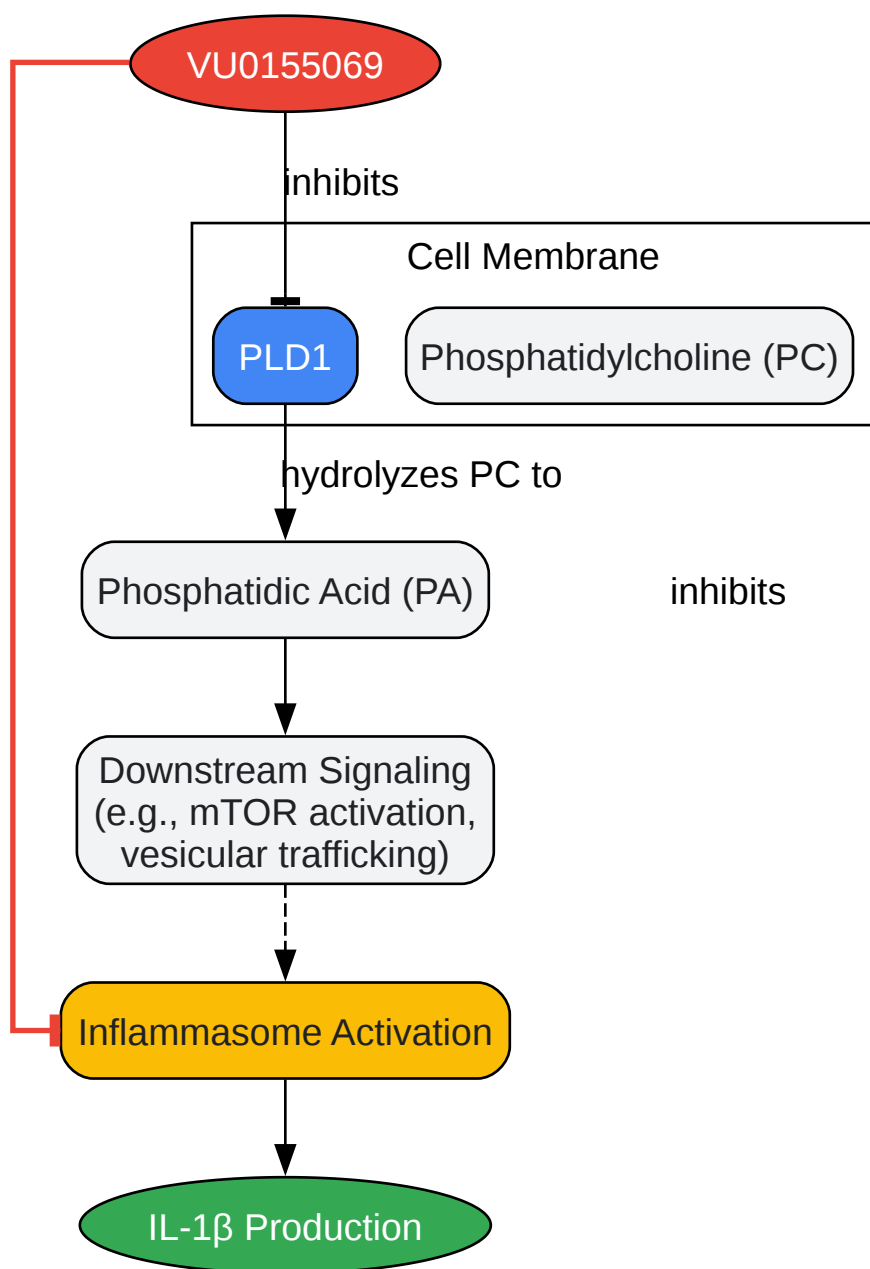 VU0155069
inhibits
Cell Membrane
PLD1
Phosphatidylcholine (PC)
hydrolyzes PC to
Phosphatidic Acid (PA)
inhibits
Downstream Signaling
(e.g., mTOR activation,
vesicular trafficking)
Inflammasome Activation
IL-1β Production